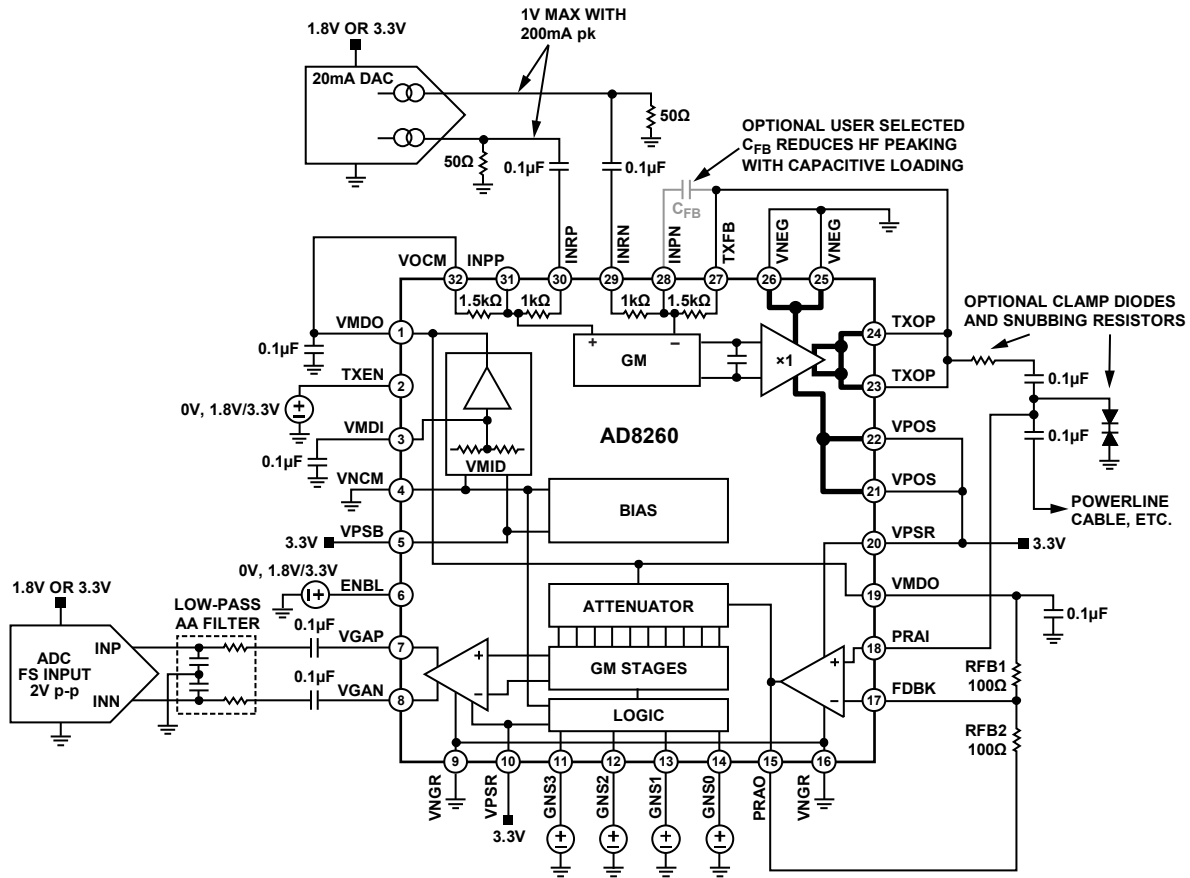 1V MAX WITH
200mA pk
1.8V OR 3.3V
20mA DAC
50Ω
50Ω
0.1µF
0.1µF
OPTIONAL USER SELECTED
CFB REDUCES HF PEAKING
WITH CAPACITIVE LOADING
CFB
INRP
INRN
INPN
TXFB
VNEG
VNEG
VOCM
INPP
32
31
30
29
28
27
26
25
1.5kΩ
1kΩ
1kΩ
1.5kΩ
OPTIONAL CLAMP DIODES
AND SNUBBING RESISTORS
VMDO
1
+
–
GM
×1
24
TXOP
0.1µF
TXEN
2
23
TXOP
0.1µF
0V, 1.8V/3.3V
+
–
VMDI
3
AD8260
22
VPOS
0.1µF
0.1µF
VMID
VNCM
4
BIAS
21
VPOS
POWERLINE
CABLE, ETC.
3.3V
VPSB
5
20
VPSR
3.3V
0V, 1.8V/3.3V
ENBL
6
19
VMDO
0.1µF
1.8V OR 3.3V
LOW-PASS
AA FILTER
ATTENUATOR
0.1µF
VGAP
7
18
PRAI
INP
ADC
FS INPUT
2V p-p
INN
0.1µF
VGAN
8
+
–
GM STAGES
+
–
17
FDBK
RFB1
100Ω
LOGIC
RFB2
100Ω
9
10
11
12
13
14
15
16
VNGR
VPSR
GNS3
GNS2
GNS1
GNS0
PRAO
VNGR
3.3V
+
–
+
–
+
–
+
–